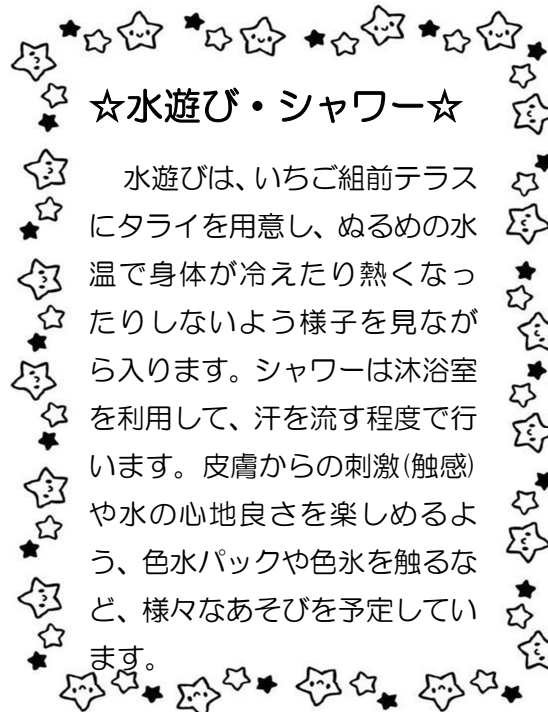 ☆水遊び・シャワー☆
水遊びは、いちご組前テラス
にタライを用意し、ぬるめの水
温で身体が冷えたり熱くなっ
たりしないよう様子を見なが
ら入ります。シャワーは沐浴室
を利用して、汗を流す程度で行
います。皮膚からの刺激(触感)
や水の心地良さを楽しめるよ
う、色水パックや色氷を触るな
ど、様々なあそびを予定してい
ます。